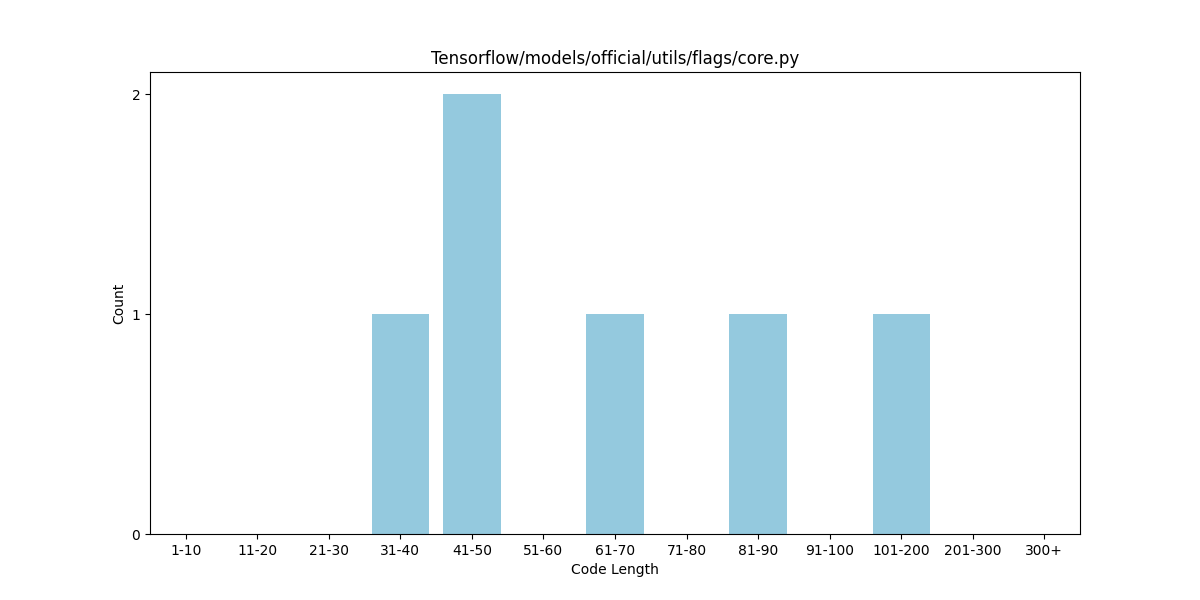 Tensorflow/models/official/utils/flags/core.py
2
1
0
Count
1-10 11-20 21-30 31-40 41-50 51-60 61-70 71-80 81-90 91-100 101-200 201-300 300+
Code Length